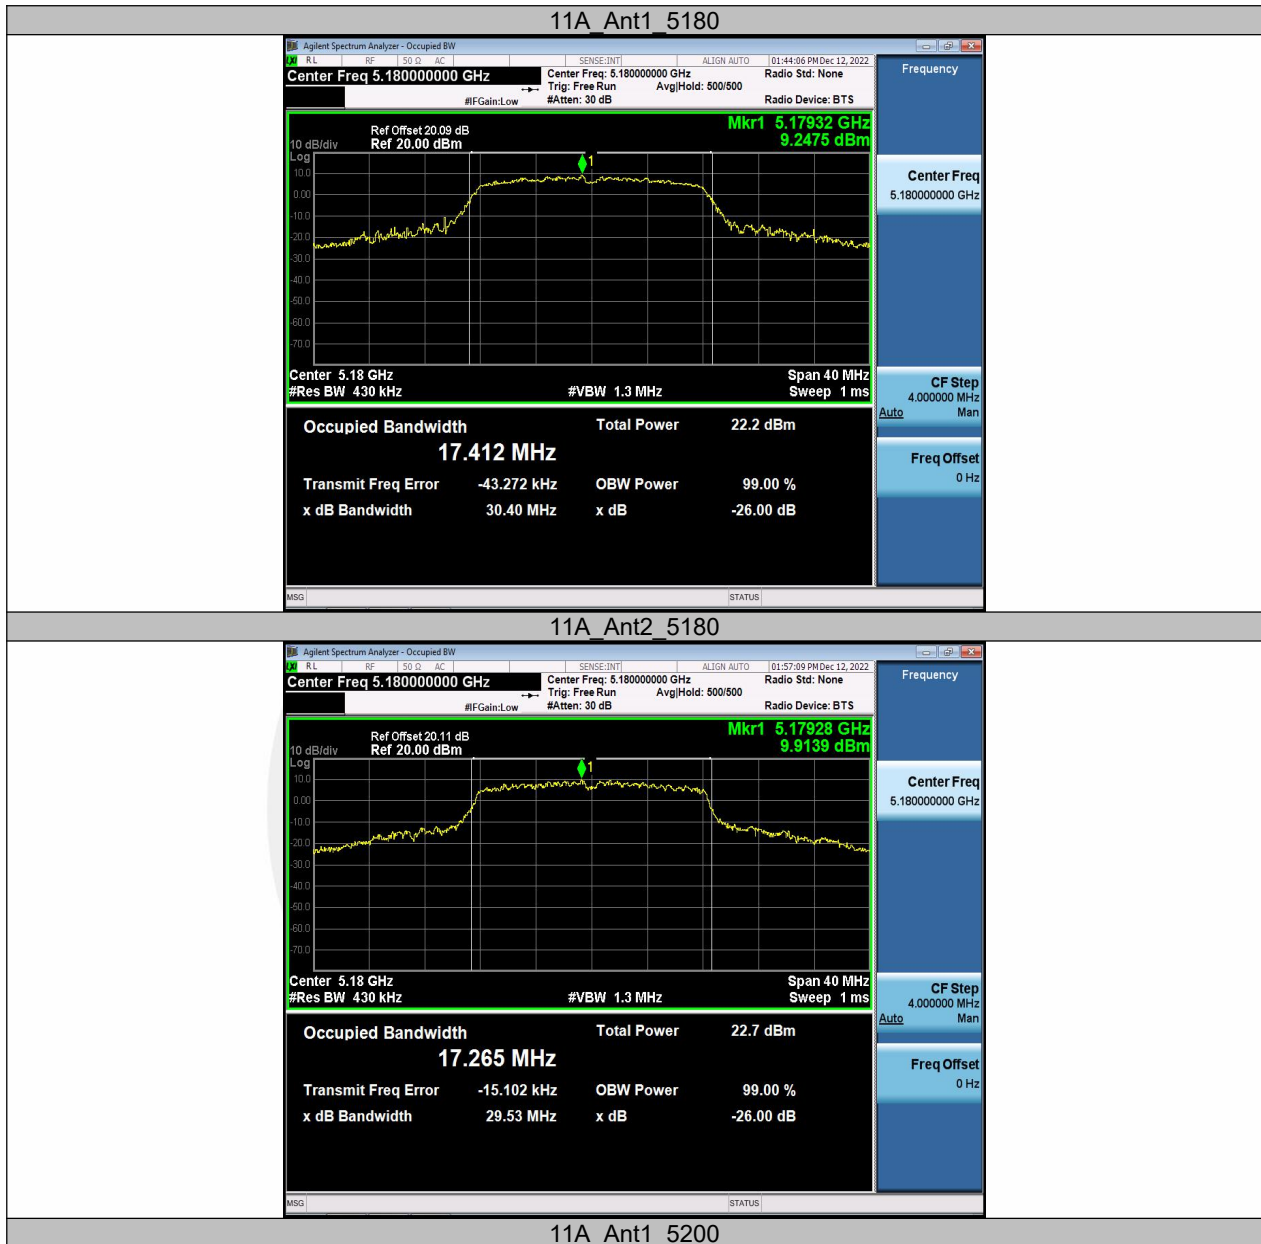 11A_Ant1_5180
Agilent Spectrum Analyzer - Occupied BW
LXI RL RF 50 Ω AC SENSE:INT ALIGN AUTO 01:44:06 PM Dec 12, 2022
Center Freq 5.180000000 GHz
Center Freq: 5.180000000 GHz
Radio Std: None
Trig: Free Run Avg|Hold: 500/500
#IFGain:Low #Atten: 30 dB Radio Device: BTS
Frequency
Mkr1 5.17932 GHz
9.2475 dBm
Ref Offset 20.09 dB
10 dB/div Ref 20.00 dBm
Log
1
10.0
0.00
-10.0
-20.0
-30.0
-40.0
-50.0
-60.0
-70.0
Center 5.18 GHz Span 40 MHz
#Res BW 430 kHz #VBW 1.3 MHz Sweep 1 ms
Center Freq
5.180000000 GHz
CF Step
4.000000 MHz
Auto Man
Freq Offset
0 Hz
Occupied Bandwidth Total Power 22.2 dBm
17.412 MHz
Transmit Freq Error -43.272 kHz OBW Power 99.00 %
x dB Bandwidth 30.40 MHz x dB -26.00 dB
MSG STATUS
11A_Ant2_5180
Agilent Spectrum Analyzer - Occupied BW
LXI RL RF 50 Ω AC SENSE:INT ALIGN AUTO 01:57:09 PM Dec 12, 2022
Center Freq 5.180000000 GHz
Center Freq: 5.180000000 GHz
Radio Std: None
Trig: Free Run Avg|Hold: 500/500
#IFGain:Low #Atten: 30 dB Radio Device: BTS
Frequency
Mkr1 5.17928 GHz
9.9139 dBm
Ref Offset 20.11 dB
10 dB/div Ref 20.00 dBm
Log
1
10.0
0.00
-10.0
-20.0
-30.0
-40.0
-50.0
-60.0
-70.0
Center 5.18 GHz Span 40 MHz
#Res BW 430 kHz #VBW 1.3 MHz Sweep 1 ms
Center Freq
5.180000000 GHz
CF Step
4.000000 MHz
Auto Man
Freq Offset
0 Hz
Occupied Bandwidth Total Power 22.7 dBm
17.265 MHz
Transmit Freq Error -15.102 kHz OBW Power 99.00 %
x dB Bandwidth 29.53 MHz x dB -26.00 dB
MSG STATUS
11A_Ant1_5200